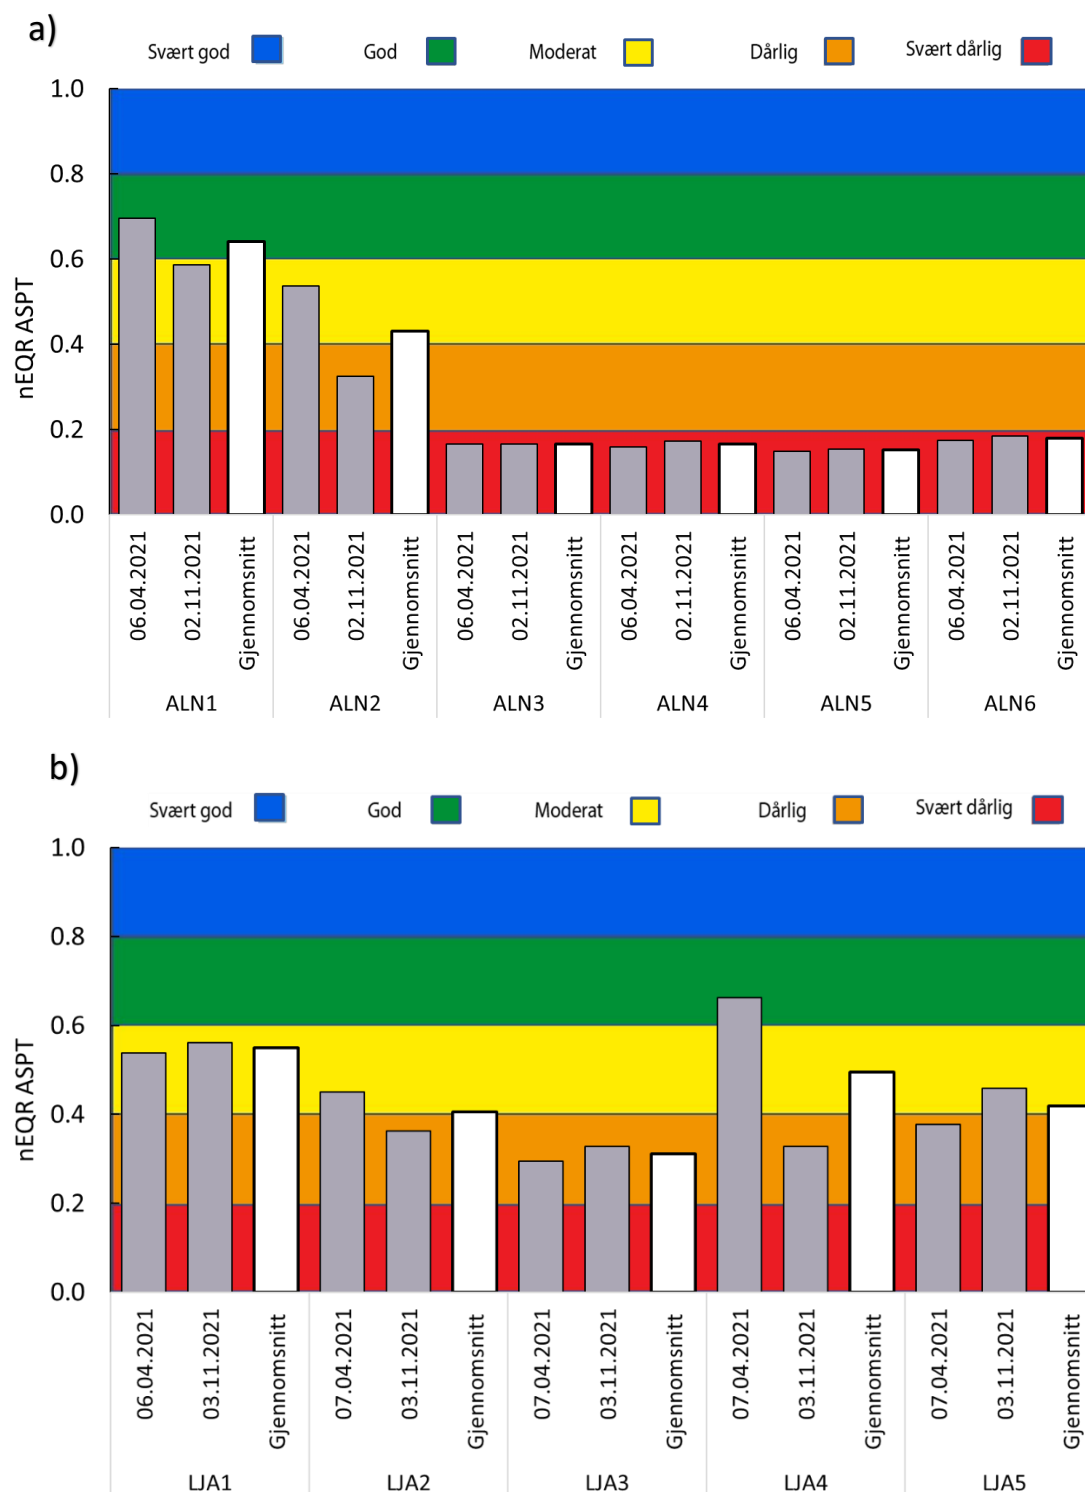 a)
Svært god God Moderat Dårlig Svært dårlig
1.0
0.8
0.6
0.4
0.2
0.0
nEQR ASPT
06.04.2021 02.11.2021 Gjennomsnitt 06.04.2021 02.11.2021 Gjennomsnitt 06.04.2021 02.11.2021 Gjennomsnitt 06.04.2021 02.11.2021 Gjennomsnitt 06.04.2021 02.11.2021 Gjennomsnitt 06.04.2021 02.11.2021 Gjennomsnitt
ALN1 ALN2 ALN3 ALN4 ALN5 ALN6
b)
Svært god God Moderat Dårlig Svært dårlig
1.0
0.8
0.6
0.4
0.2
0.0
nEQR ASPT
06.04.2021 03.11.2021 Gjennomsnitt 07.04.2021 03.11.2021 Gjennomsnitt 07.04.2021 03.11.2021 Gjennomsnitt 07.04.2021 03.11.2021 Gjennomsnitt 07.04.2021 03.11.2021 Gjennomsnitt
LJA1 LJA2 LJA3 LJA4 LJA5